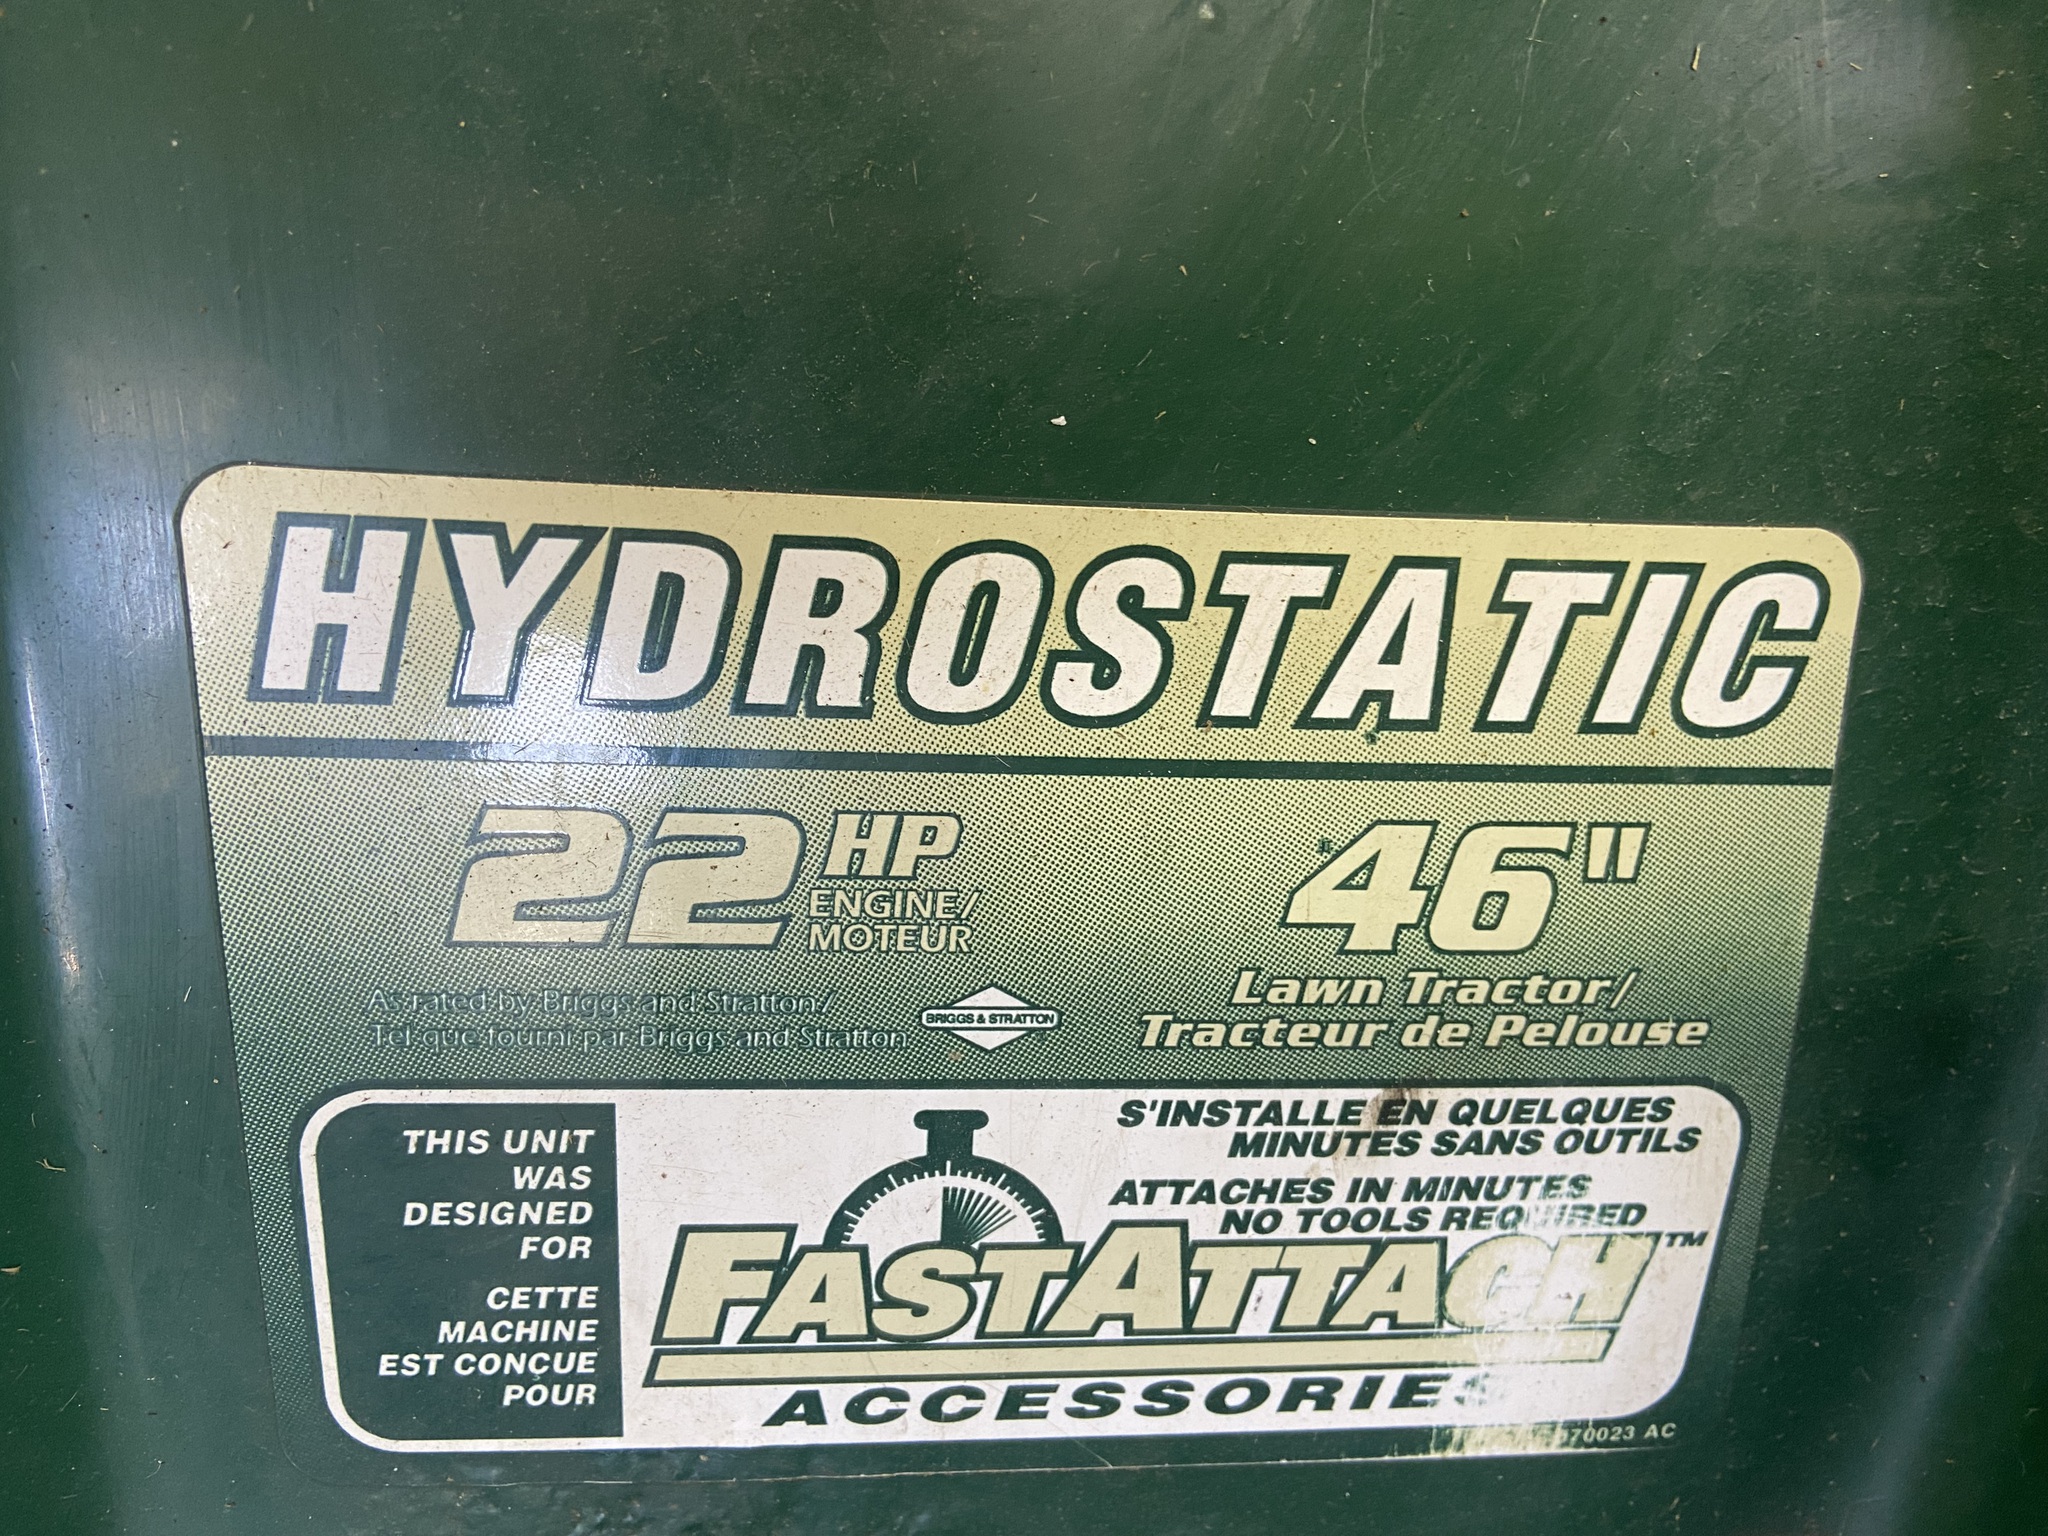 HYDROSTATIC
22 HP
ENGINE/
MOTEUR
As rated by Briggs and Stratton/
Tel que fourni par Briggs and Stratton
BRIGGS & STRATTON
46"
Lawn Tractor/
Tracteur de Pelouse
THIS UNIT
WAS
DESIGNED
FOR
CETTE
MACHINE
EST CONÇUE
POUR
S'INSTALLE EN QUELQUES
MINUTES SANS OUTILS
ATTACHES IN MINUTES
NO TOOLS REQUIRED
FASTATTACH™
ACCESSORIES
AC